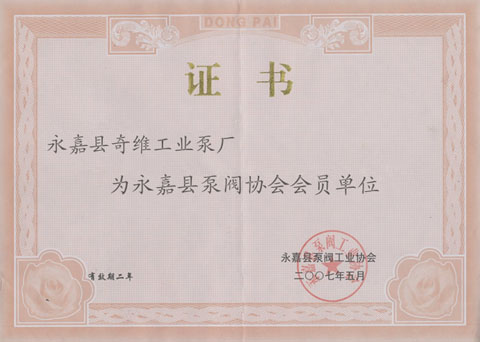 DONG PAI
证书
永嘉县奇维工业泵厂
为永嘉县泵阀协会会员单位
永嘉县泵阀工业协会
二〇〇七年五月
有效期二年